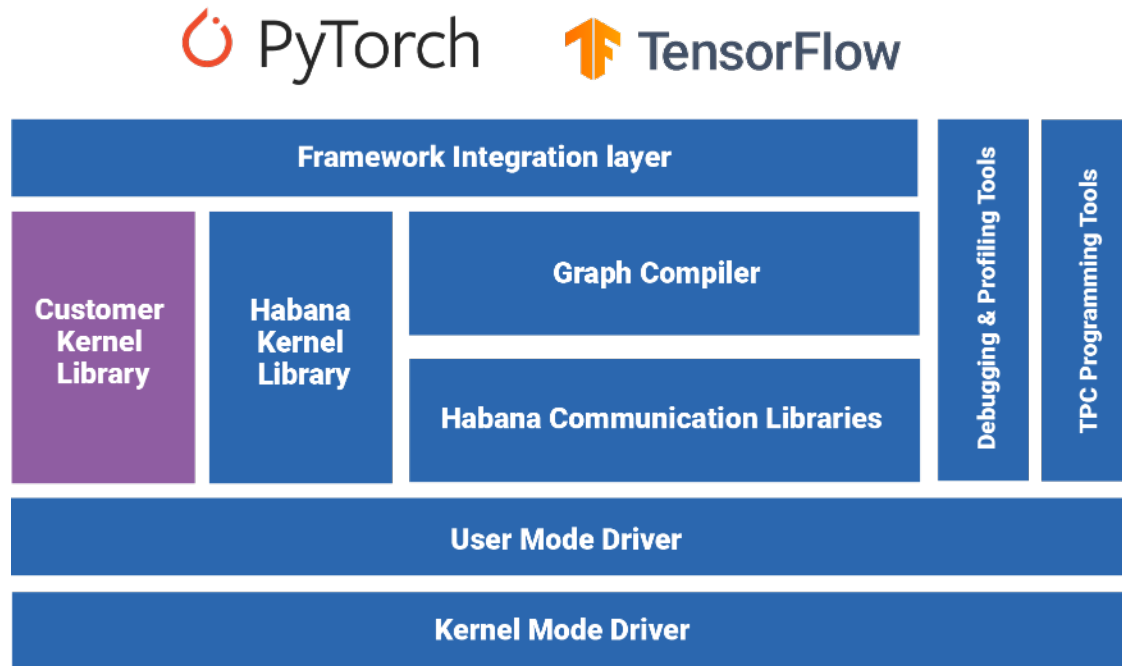 PyTorch
TensorFlow
Framework Integration layer
Customer
Kernel
Library
Habana
Kernel
Library
Graph Compiler
Habana Communication Libraries
Debugging & Profiling Tools
TPC Programming Tools
User Mode Driver
Kernel Mode Driver